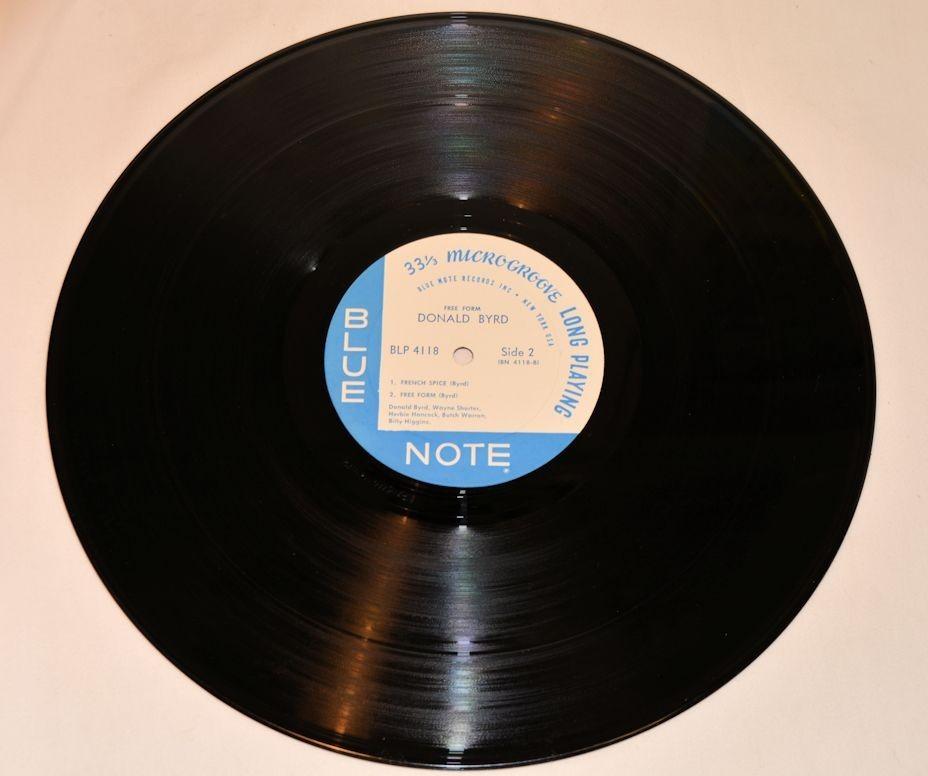 33⅓ MICROGROOVE LONG PLAYING
BLUE NOTE RECORDS INC • NEW YORK USA
FREE FORM
DONALD BYRD
BLP 4118
Side 2
(BN 4118-B)
1. FRENCH SPICE (Byrd)
2. FREE FORM (Byrd)
Donald Byrd, Wayne Shorter,
Herbie Hancock, Butch Warren,
Billy Higgins.
BLUE
NOTE